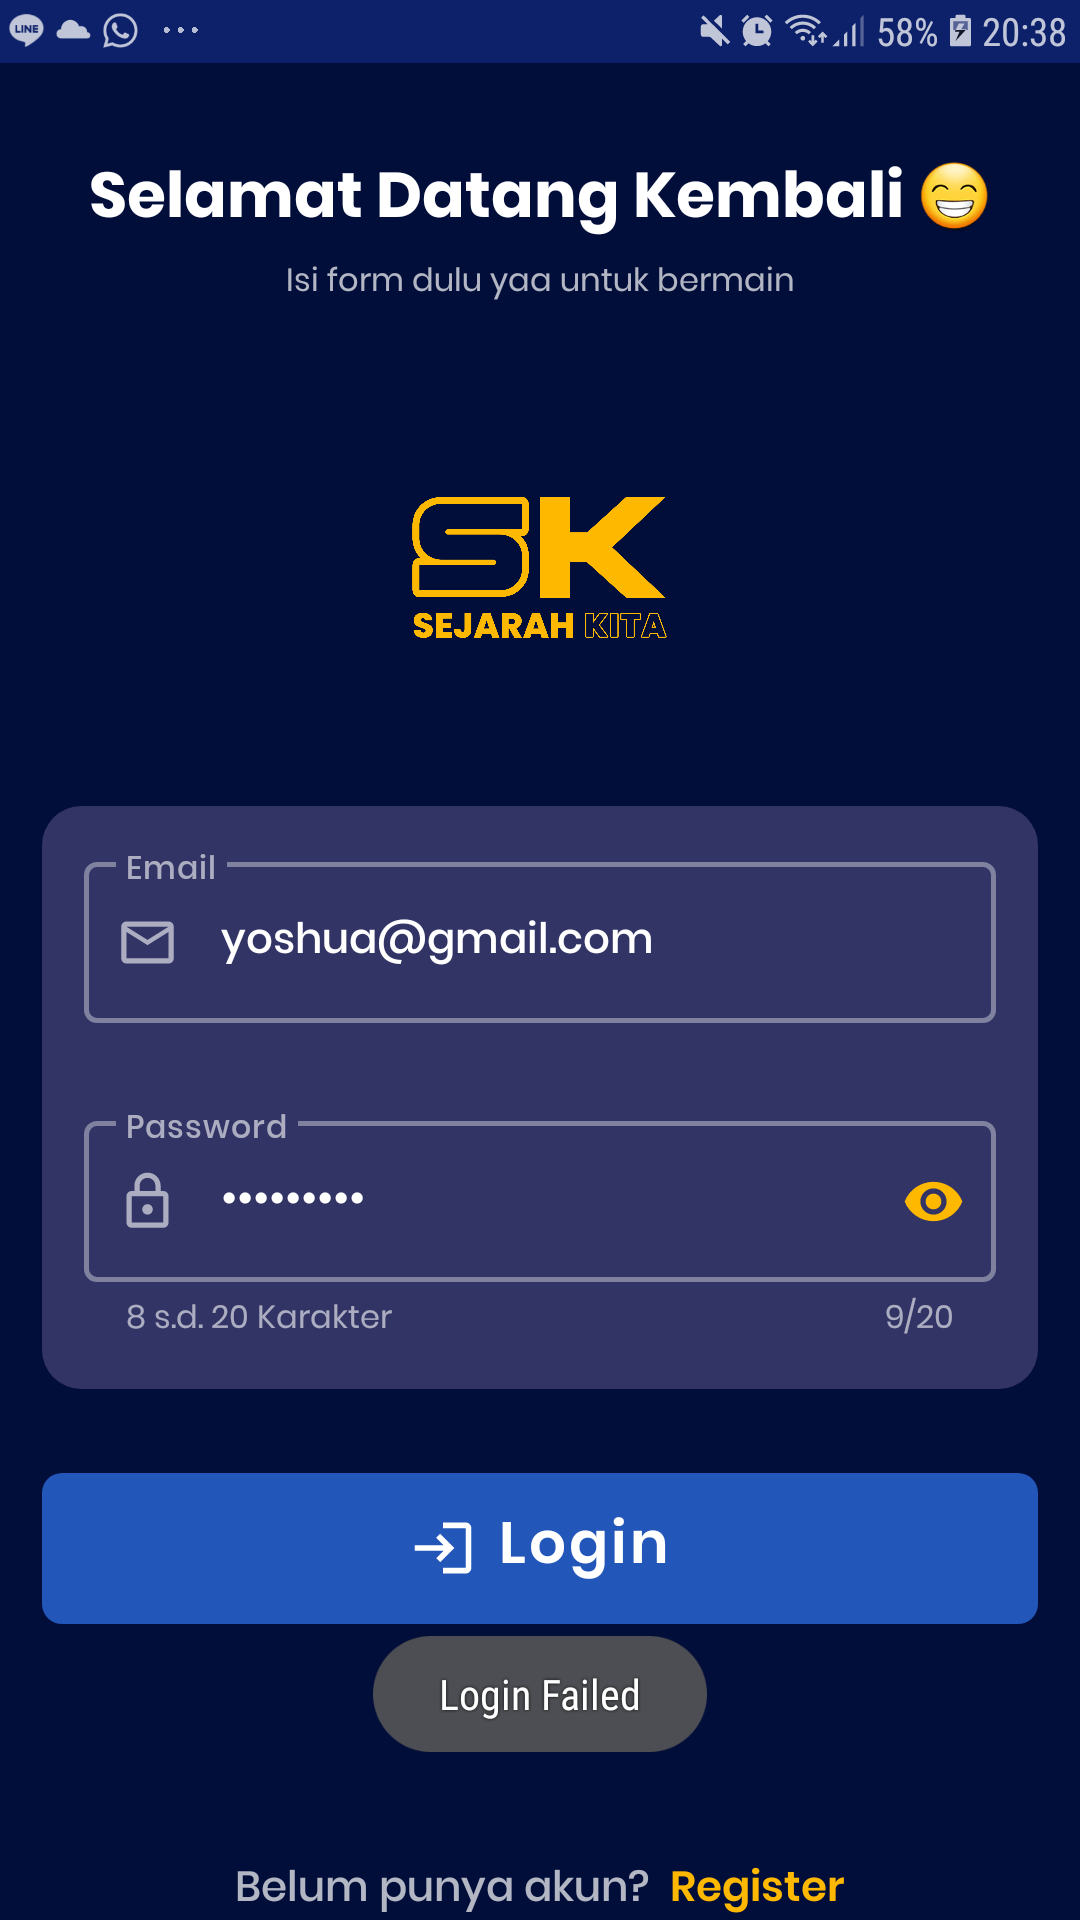 LINE 58% 20:38
Selamat Datang Kembali 😁
Isi form dulu yaa untuk bermain
SK
SEJARAH KITA
Email
yoshua@gmail.com
Password
•••••••••
8 s.d. 20 Karakter 9/20
Login
Login Failed
Belum punya akun? Register